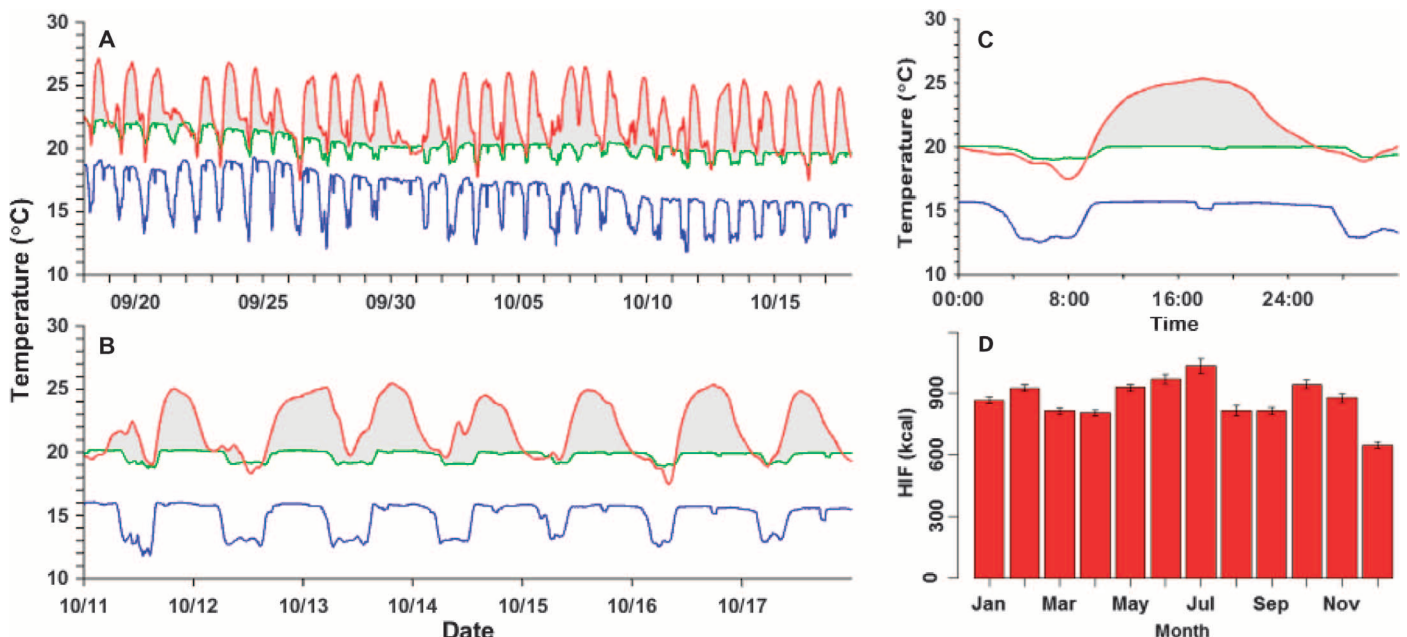 A
Temperature (°C)
30
25
20
15
10
09/20 09/25 09/30 10/05 10/10 10/15
B
30
25
20
15
10
10/11 10/12 10/13 10/14 10/15 10/16 10/17
Date
C
Temperature (°C)
30
25
20
15
10
00:00 8:00 16:00 24:00
Time
D
HIF (kcal)
900
600
300
0
Jan Mar May Jul Sep Nov
Month